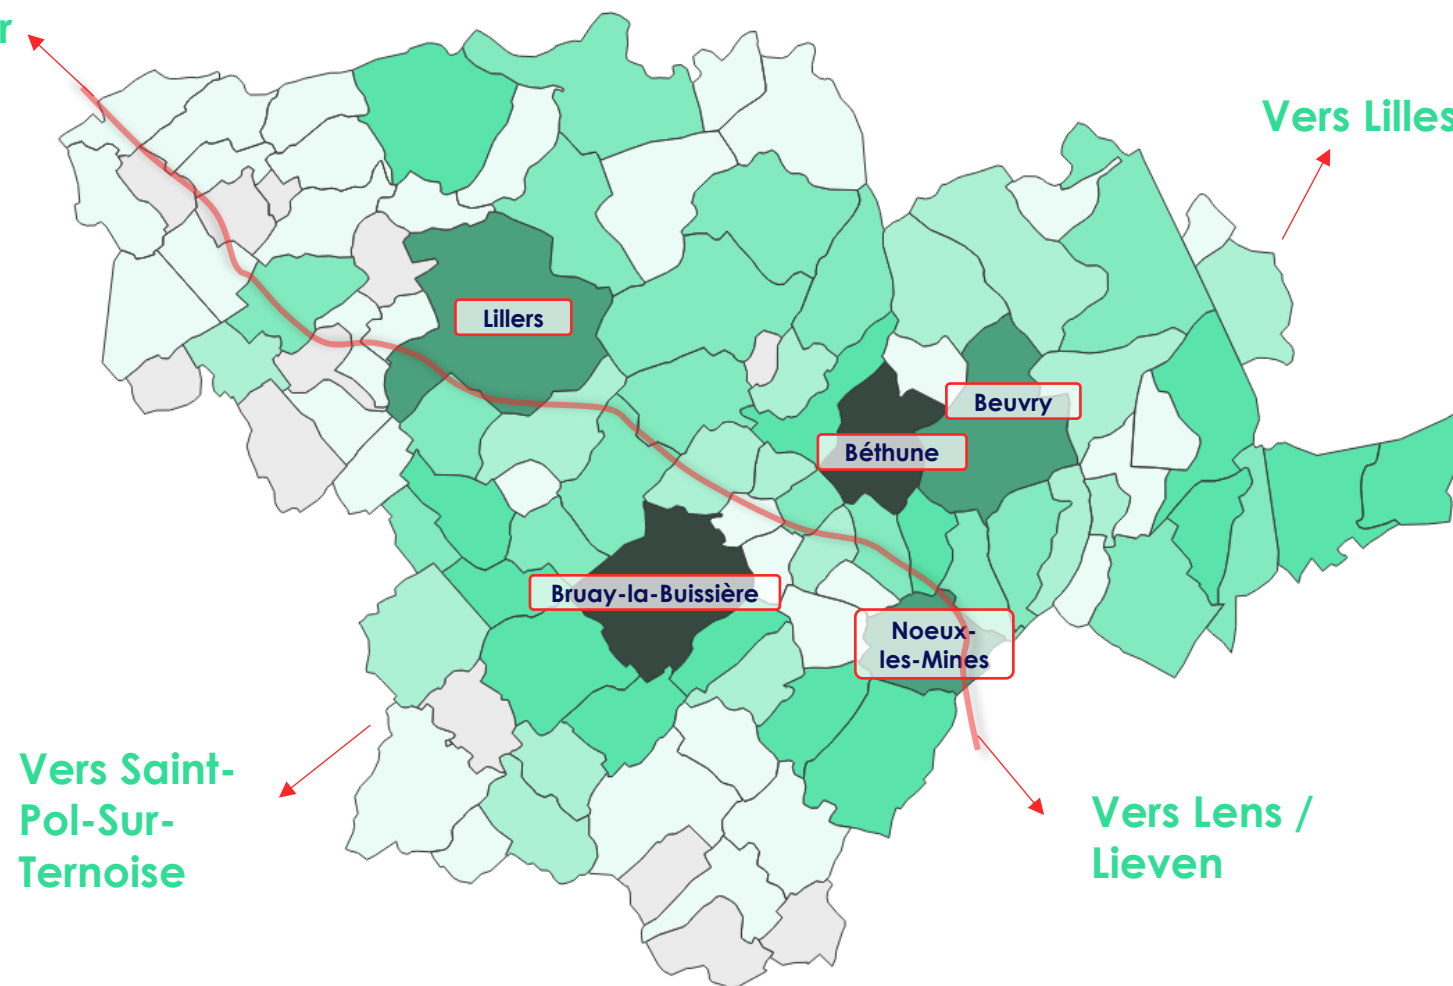 r
Vers Lilles
Lillers
Beuvry
Béthune
Bruay-la-Buissière
Noeux-
les-Mines
Vers Saint-
Pol-Sur-
Ternoise
Vers Lens /
Lieven